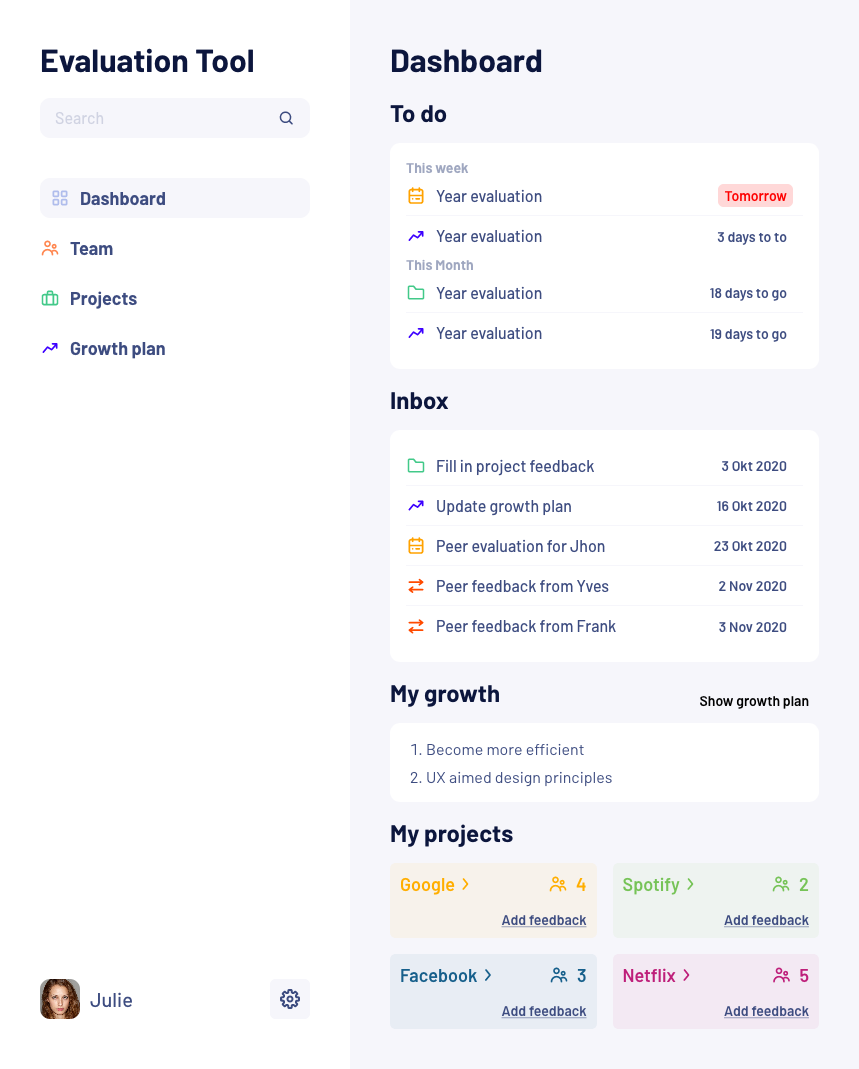 Evaluation Tool
Search
Dashboard
Team
Projects
Growth plan
Julie
Dashboard
To do
This week
Year evaluation Tomorrow
Year evaluation 3 days to to
This Month
Year evaluation 18 days to go
Year evaluation 19 days to go
Inbox
Fill in project feedback 3 Okt 2020
Update growth plan 16 Okt 2020
Peer evaluation for Jhon 23 Okt 2020
Peer feedback from Yves 2 Nov 2020
Peer feedback from Frank 3 Nov 2020
My growth Show growth plan
1. Become more efficient
2. UX aimed design principles
My projects
Google 4
Add feedback
Spotify 2
Add feedback
Facebook 3
Add feedback
Netflix 5
Add feedback